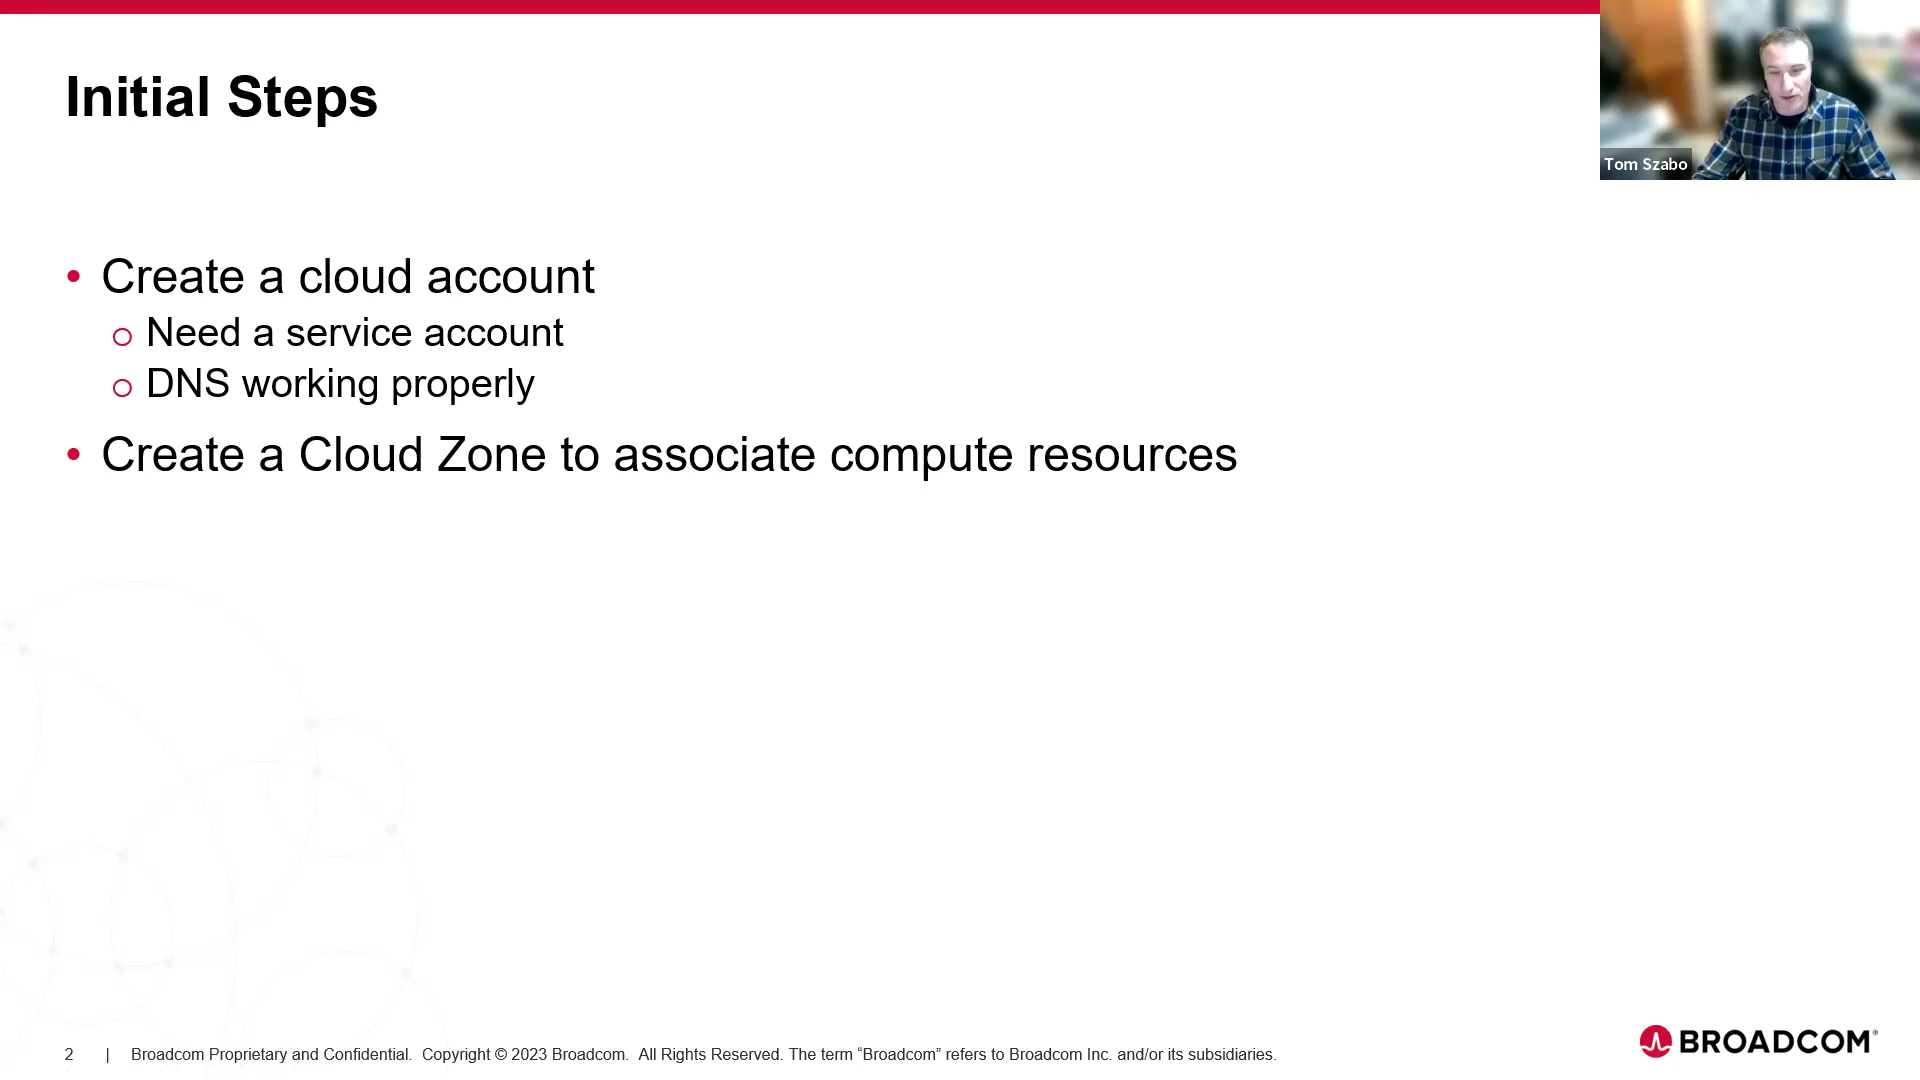 Initial Steps
Tom Szabo
• Create a cloud account
o Need a service account
o DNS working properly
• Create a Cloud Zone to associate compute resources
2 | Broadcom Proprietary and Confidential. Copyright © 2023 Broadcom. All Rights Reserved. The term “Broadcom” refers to Broadcom Inc. and/or its subsidiaries.
BROADCOM®